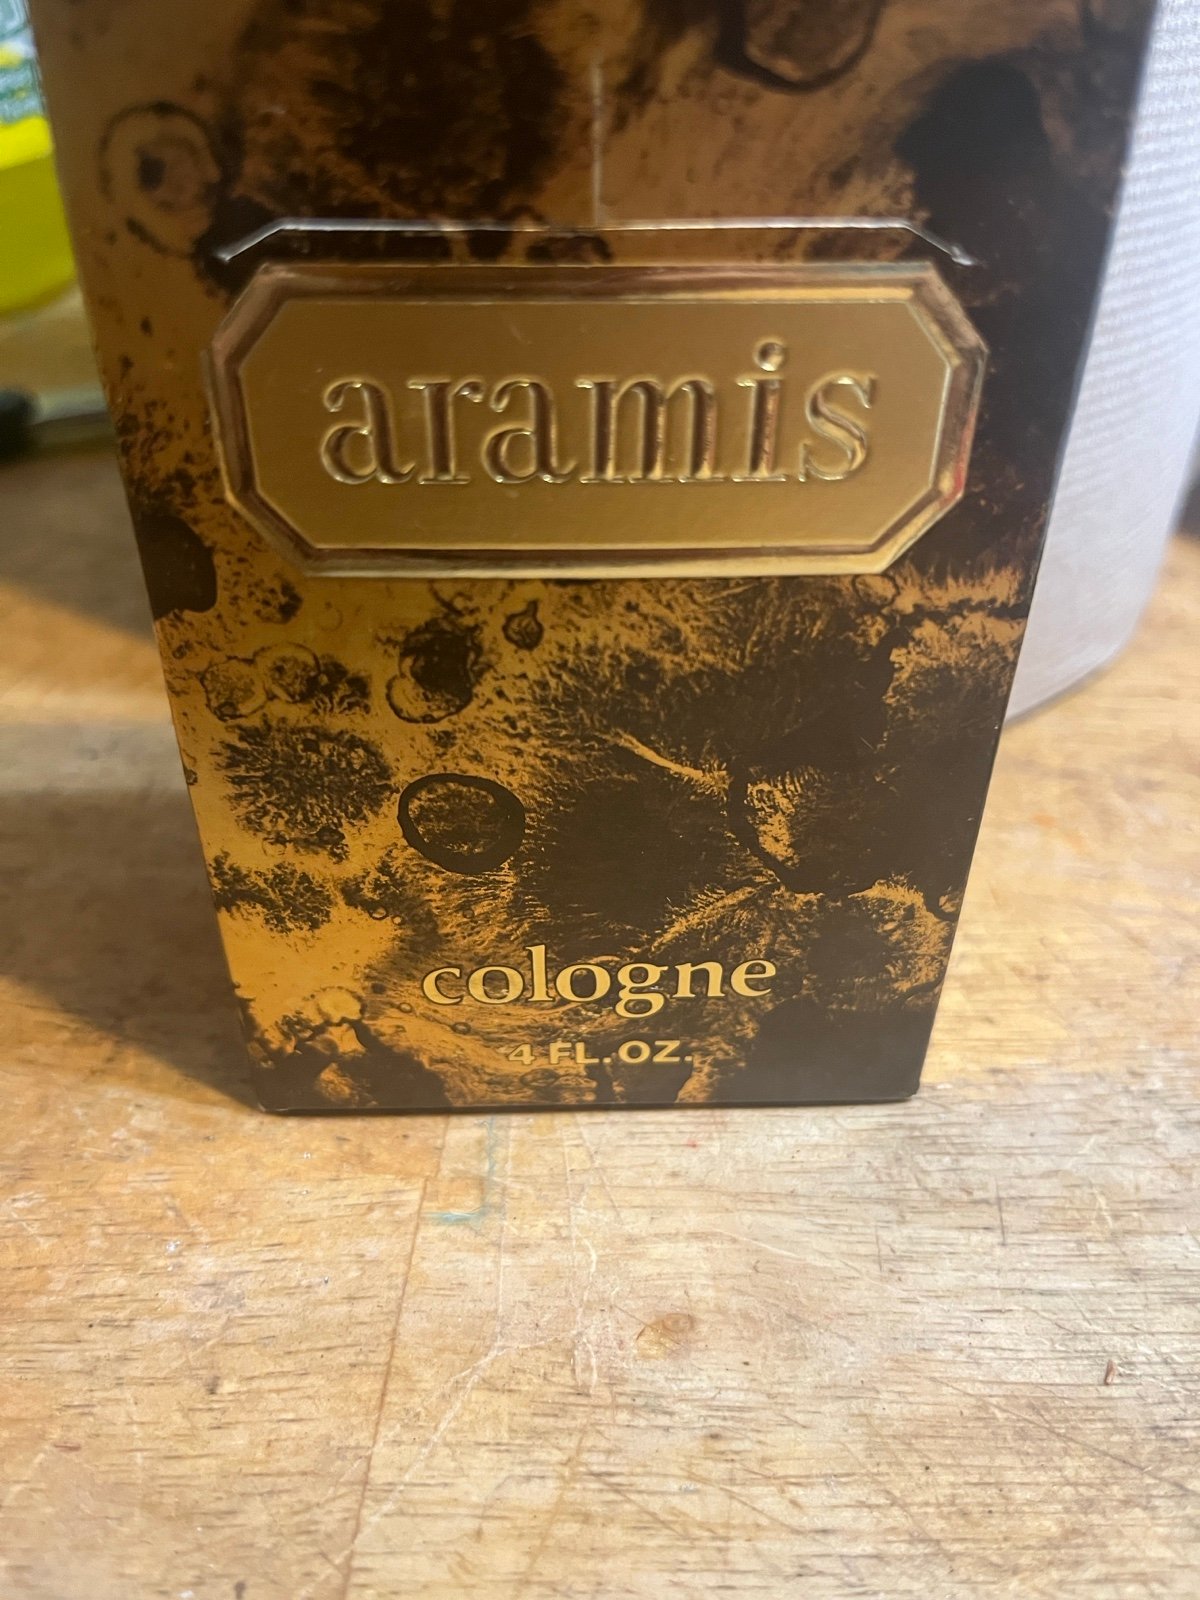 aramis
cologne
4 FL. OZ.